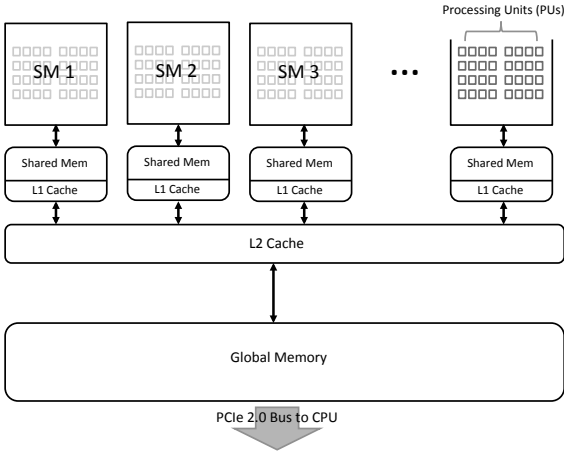 Processing Units (PUs)
SM 1
SM 2
SM 3
...
Shared Mem
L1 Cache
Shared Mem
L1 Cache
Shared Mem
L1 Cache
Shared Mem
L1 Cache
L2 Cache
Global Memory
PCIe 2.0 Bus to CPU